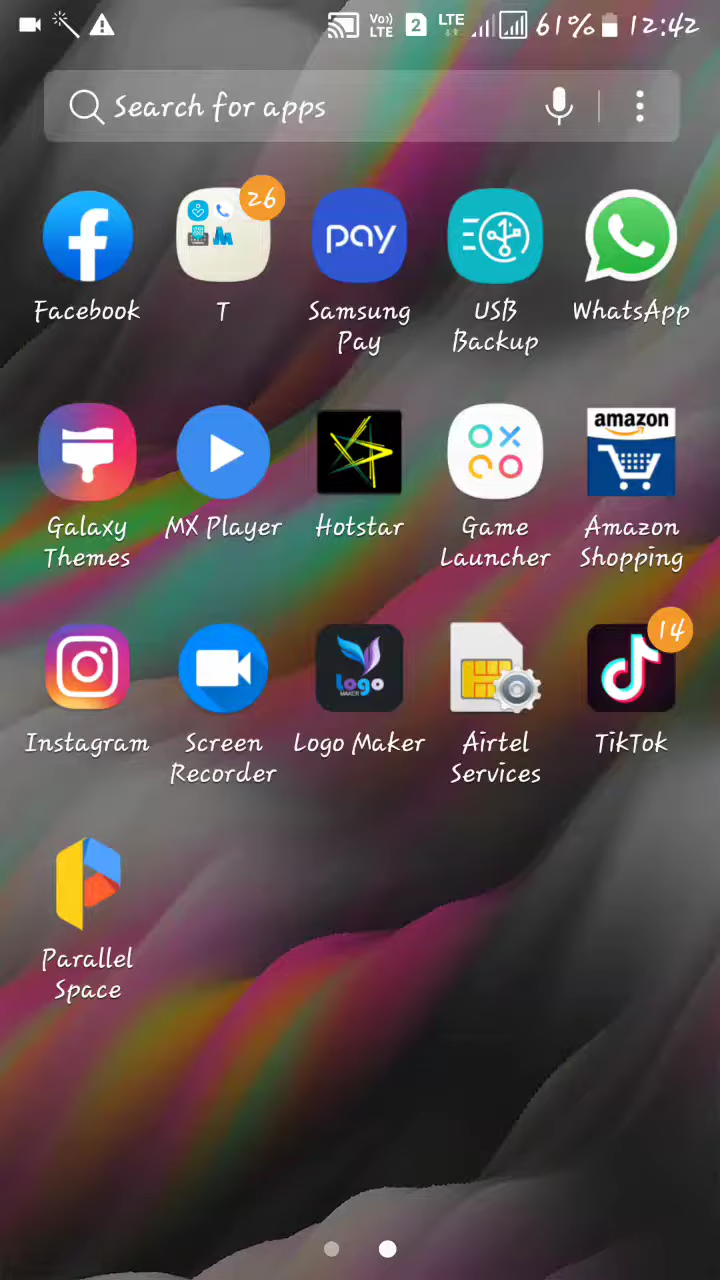 Vo)) LTE 2 LTE 61% 12:42
Search for apps
26
pay
Facebook T Samsung Pay USB Backup WhatsApp
amazon
Galaxy Themes MX Player Hotstar Game Launcher Amazon Shopping
14
Logo
MAKER
Instagram Screen Recorder Logo Maker Airtel Services TikTok
Parallel
Space